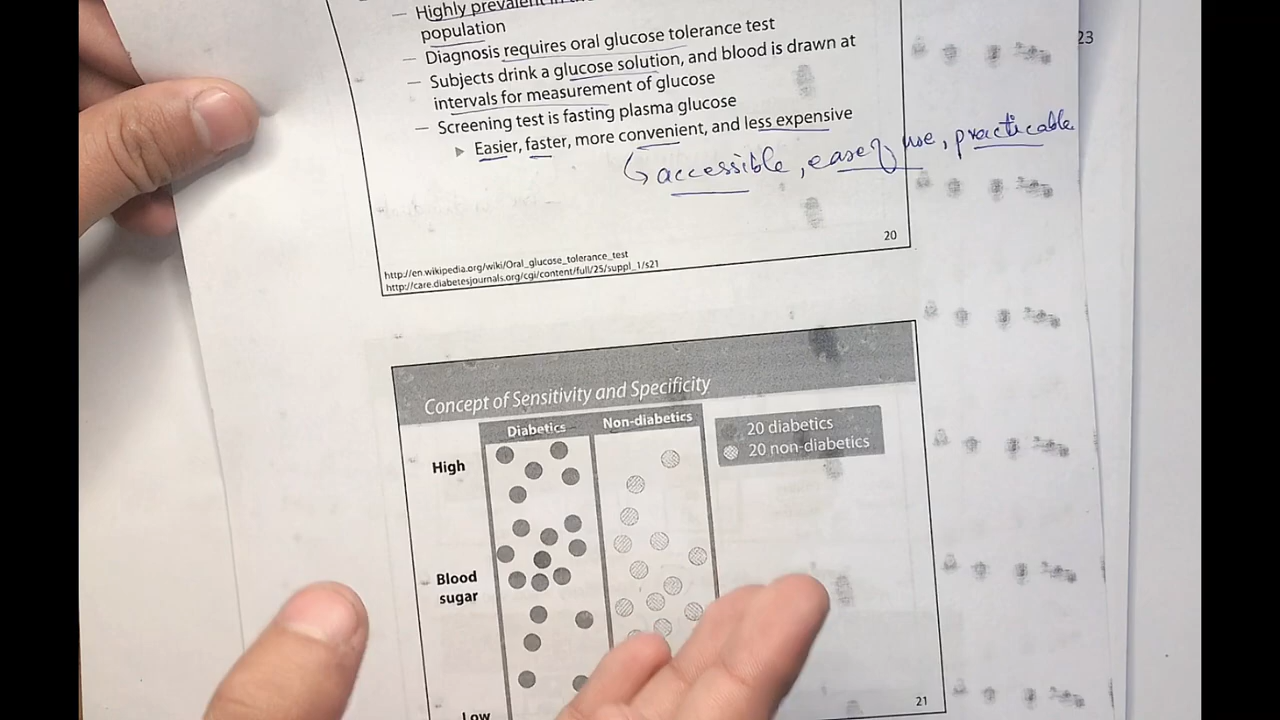 — Highly prevalent in
population
— Diagnosis requires oral glucose tolerance test
— Subjects drink a glucose solution, and blood is drawn at
intervals for measurement of glucose
— Screening test is fasting plasma glucose
▶ Easier, faster, more convenient, and less expensive
accessible, ease of use, practicable
20
http://en.wikipedia.org/wiki/Oral_glucose_tolerance_test
http://care.diabetesjournals.org/cgi/content/full/25/suppl_1/s21
23
Concept of Sensitivity and Specificity
Diabetics Non-diabetics
20 diabetics
20 non-diabetics
High
Blood
sugar
Low
21